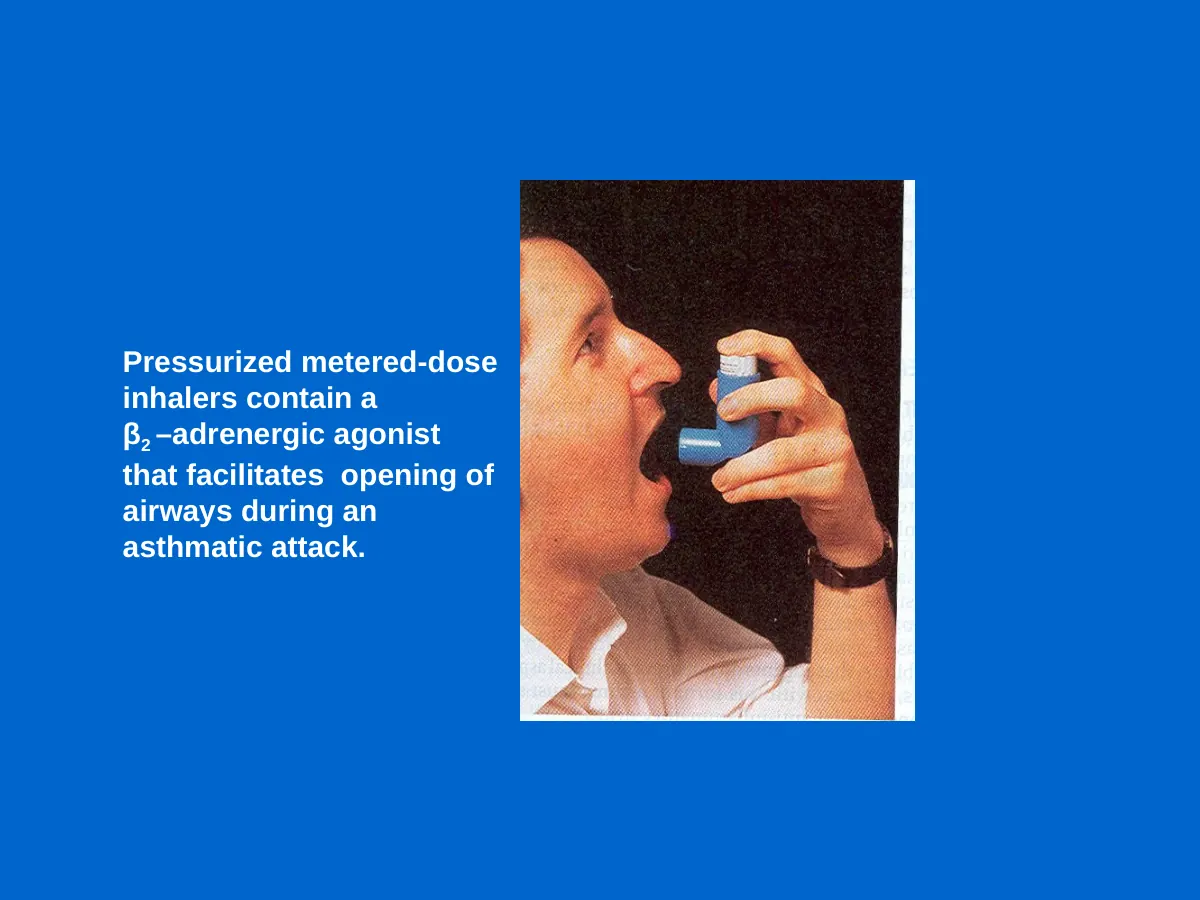 Pressurized metered-dose
inhalers contain a
β₂ –adrenergic agonist
that facilitates  opening of
airways during an
asthmatic attack.